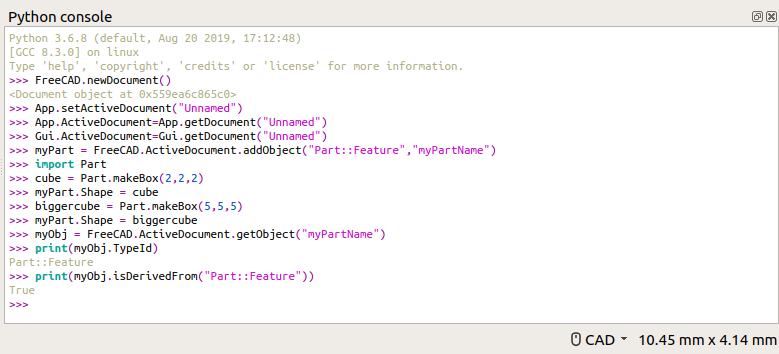 Python console
Python 3.6.8 (default, Aug 20 2019, 17:12:48)
[GCC 8.3.0] on linux
Type 'help', 'copyright', 'credits' or 'license' for more information.
>>> FreeCAD.newDocument()
<Document object at 0x559ea6c865c0>
>>> App.setActiveDocument("Unnamed")
>>> App.ActiveDocument=App.getDocument("Unnamed")
>>> Gui.ActiveDocument=Gui.getDocument("Unnamed")
>>> myPart = FreeCAD.ActiveDocument.addObject("Part::Feature","myPartName")
>>> import Part
>>> cube = Part.makeBox(2,2,2)
>>> myPart.Shape = cube
>>> biggercube = Part.makeBox(5,5,5)
>>> myPart.Shape = biggercube
>>> myObj = FreeCAD.ActiveDocument.getObject("myPartName")
>>> print(myObj.TypeId)
Part::Feature
>>> print(myObj.isDerivedFrom("Part::Feature"))
True
>>>
CAD 10.45 mm x 4.14 mm